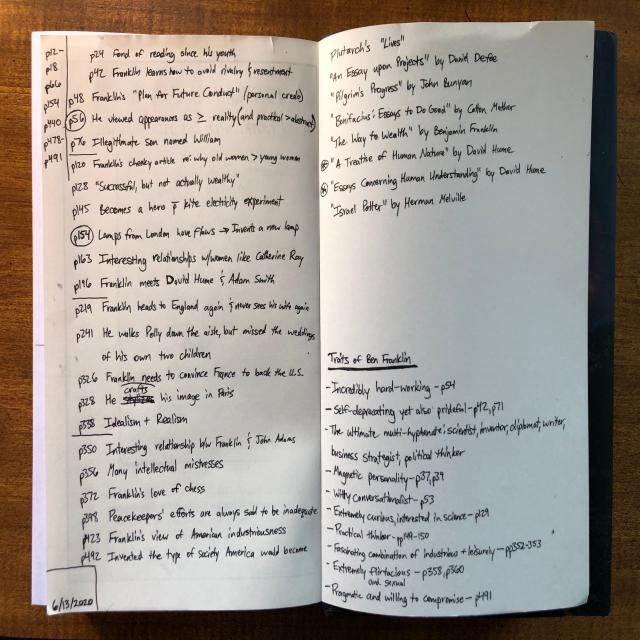 p12-
p18
p66
p154
p440
p478-
p491
p24 Fond of reading since his youth
p42 Franklin learns how to avoid rivalry & resentment
p48 Franklin's "Plan for Future Conduct" (personal credo)
p56 He viewed appearances as ≥ reality (and practical > abstract)
p76 Illegitimate son named William
p120 Franklin's cheeky article re: why old women > young women
p128 "Successful, but not actually wealthy"
p145 Becomes a hero w/ kite electricity experiment
p154 Lamps from London have flaws → Invents a new lamp
p163 Interesting relationships w/women like Catherine Ray
p196 Franklin meets David Hume & Adam Smith
p219 Franklin heads to England again & never sees his wife again
p241 He walks Polly down the aisle, but missed the weddings
of his own two children
p326 Franklin needs to convince France to back the U.S.
p328 He crafts his image in Paris
p338 Idealism + Realism
p350 Interesting relationship b/w Franklin & John Adams
p356 Many intellectual mistresses
p372 Franklin's love of chess
p398 Peacekeepers' efforts are always said to be inadequate
p423 Franklin's view of American industriousness
p492 Invented the type of society America would become
6/13/2020
Plutarch's "Lives"
"An Essay upon Projects" by Daniel Defoe
"Pilgrim's Progress" by John Bunyan
"Bonifacius: Essays to Do Good" by Cotton Mather
"The Way to Wealth" by Benjamin Franklin
"A Treatise of Human Nature" by David Hume
"Essays Concerning Human Understanding" by David Hume
"Israel Potter" by Herman Melville
Traits of Ben Franklin
- Incredibly hard-working - p54
- Self-deprecating yet also prideful - p42, p71
- The ultimate multi-hyphenate: scientist, inventor, diplomat, writer,
business strategist, political thinker
- Magnetic personality - p37, p39
- Witty conversationalist - p53
- Extremely curious, interested in science - p129
- Practical thinker - pp149-150
- Fascinating combination of industrious + leisurely - pp352-353
- Extremely flirtatious - p358, p360
and sexual
- Pragmatic and willing to compromise - p491